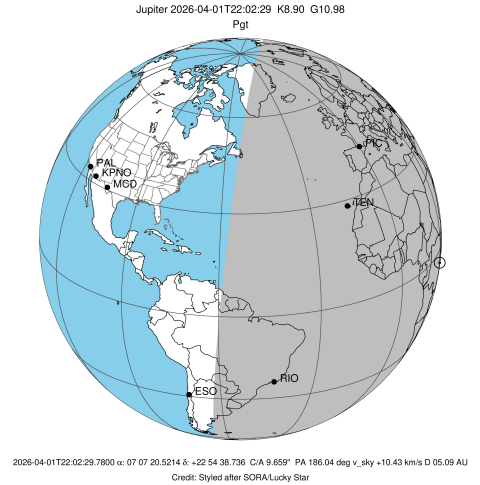 Jupiter 2026-04-01T22:02:29 K8.90 G10.98
Pgt
PIC
PAL
KPNO
MCD
TEN
RIO
ESO
2026-04-01T22:02:29.7800 α: 07 07 20.5214 δ: +22 54 38.736 C/A 9.659" PA 186.04 deg v_sky +10.43 km/s D 05.09 AU
Credit: Styled after SORA/Lucky Star